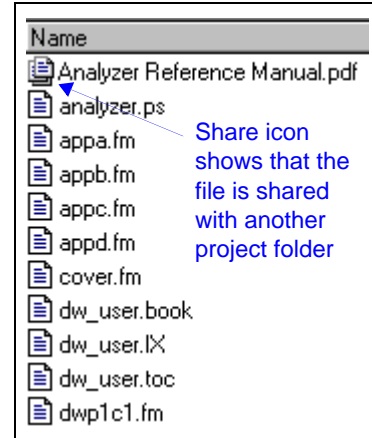 Name
Analyzer Reference Manual.pdf
analyzer.ps
appa.fm
appb.fm
appc.fm
appd.fm
cover.fm
dw_user.book
dw_user.IX
dw_user.toc
dwp1c1.fm
Share icon
shows that the
file is shared
with another
project folder